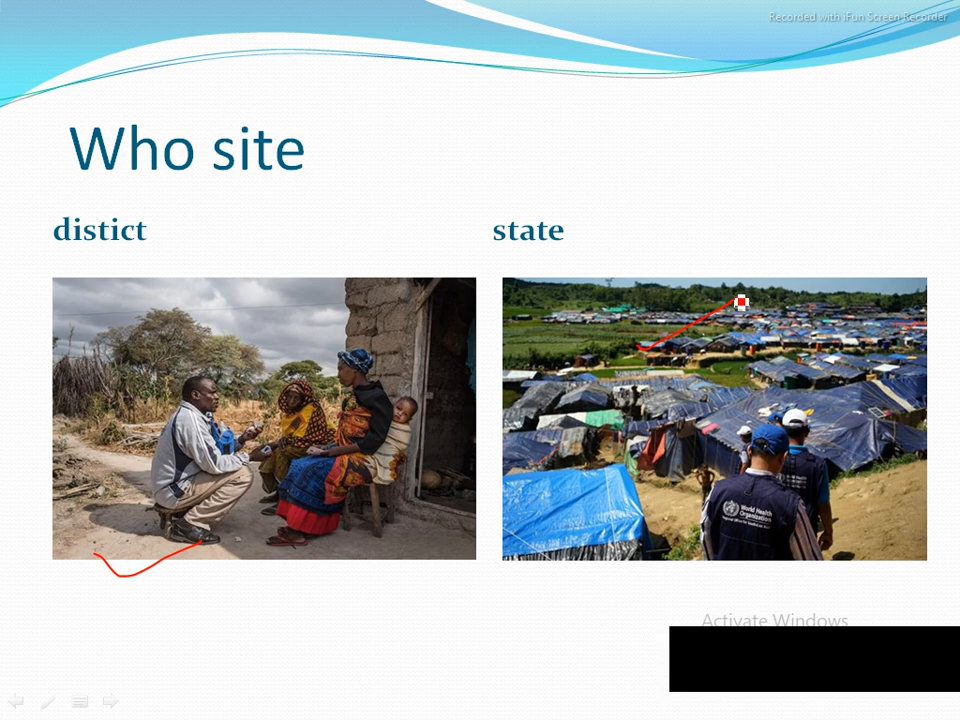 Recorded with iFun Screen Recorder
Who site
distict
state
World Health
Organization
Activate Windows